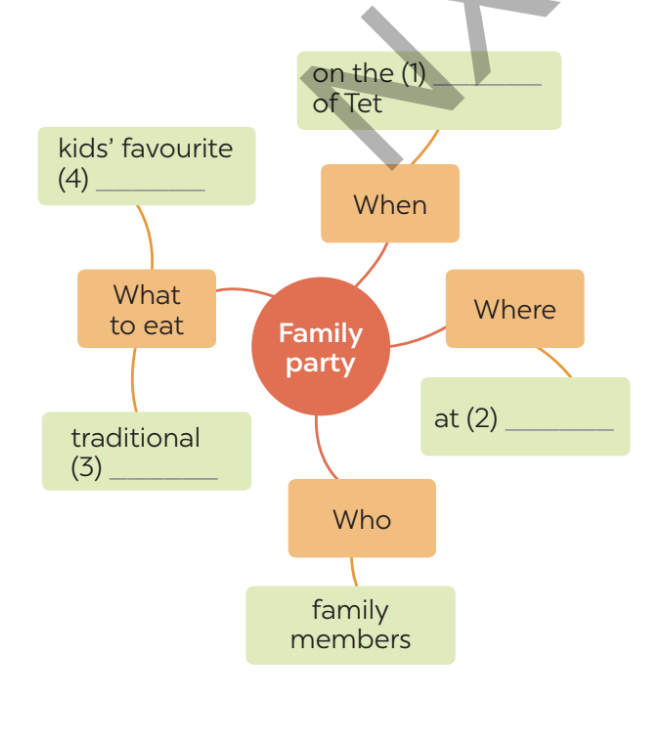 on the (1) ________
of Tet
kids’ favourite
(4) ________
When
What
to eat
Where
Family
party
at (2) ________
traditional
(3) ________
Who
family
members